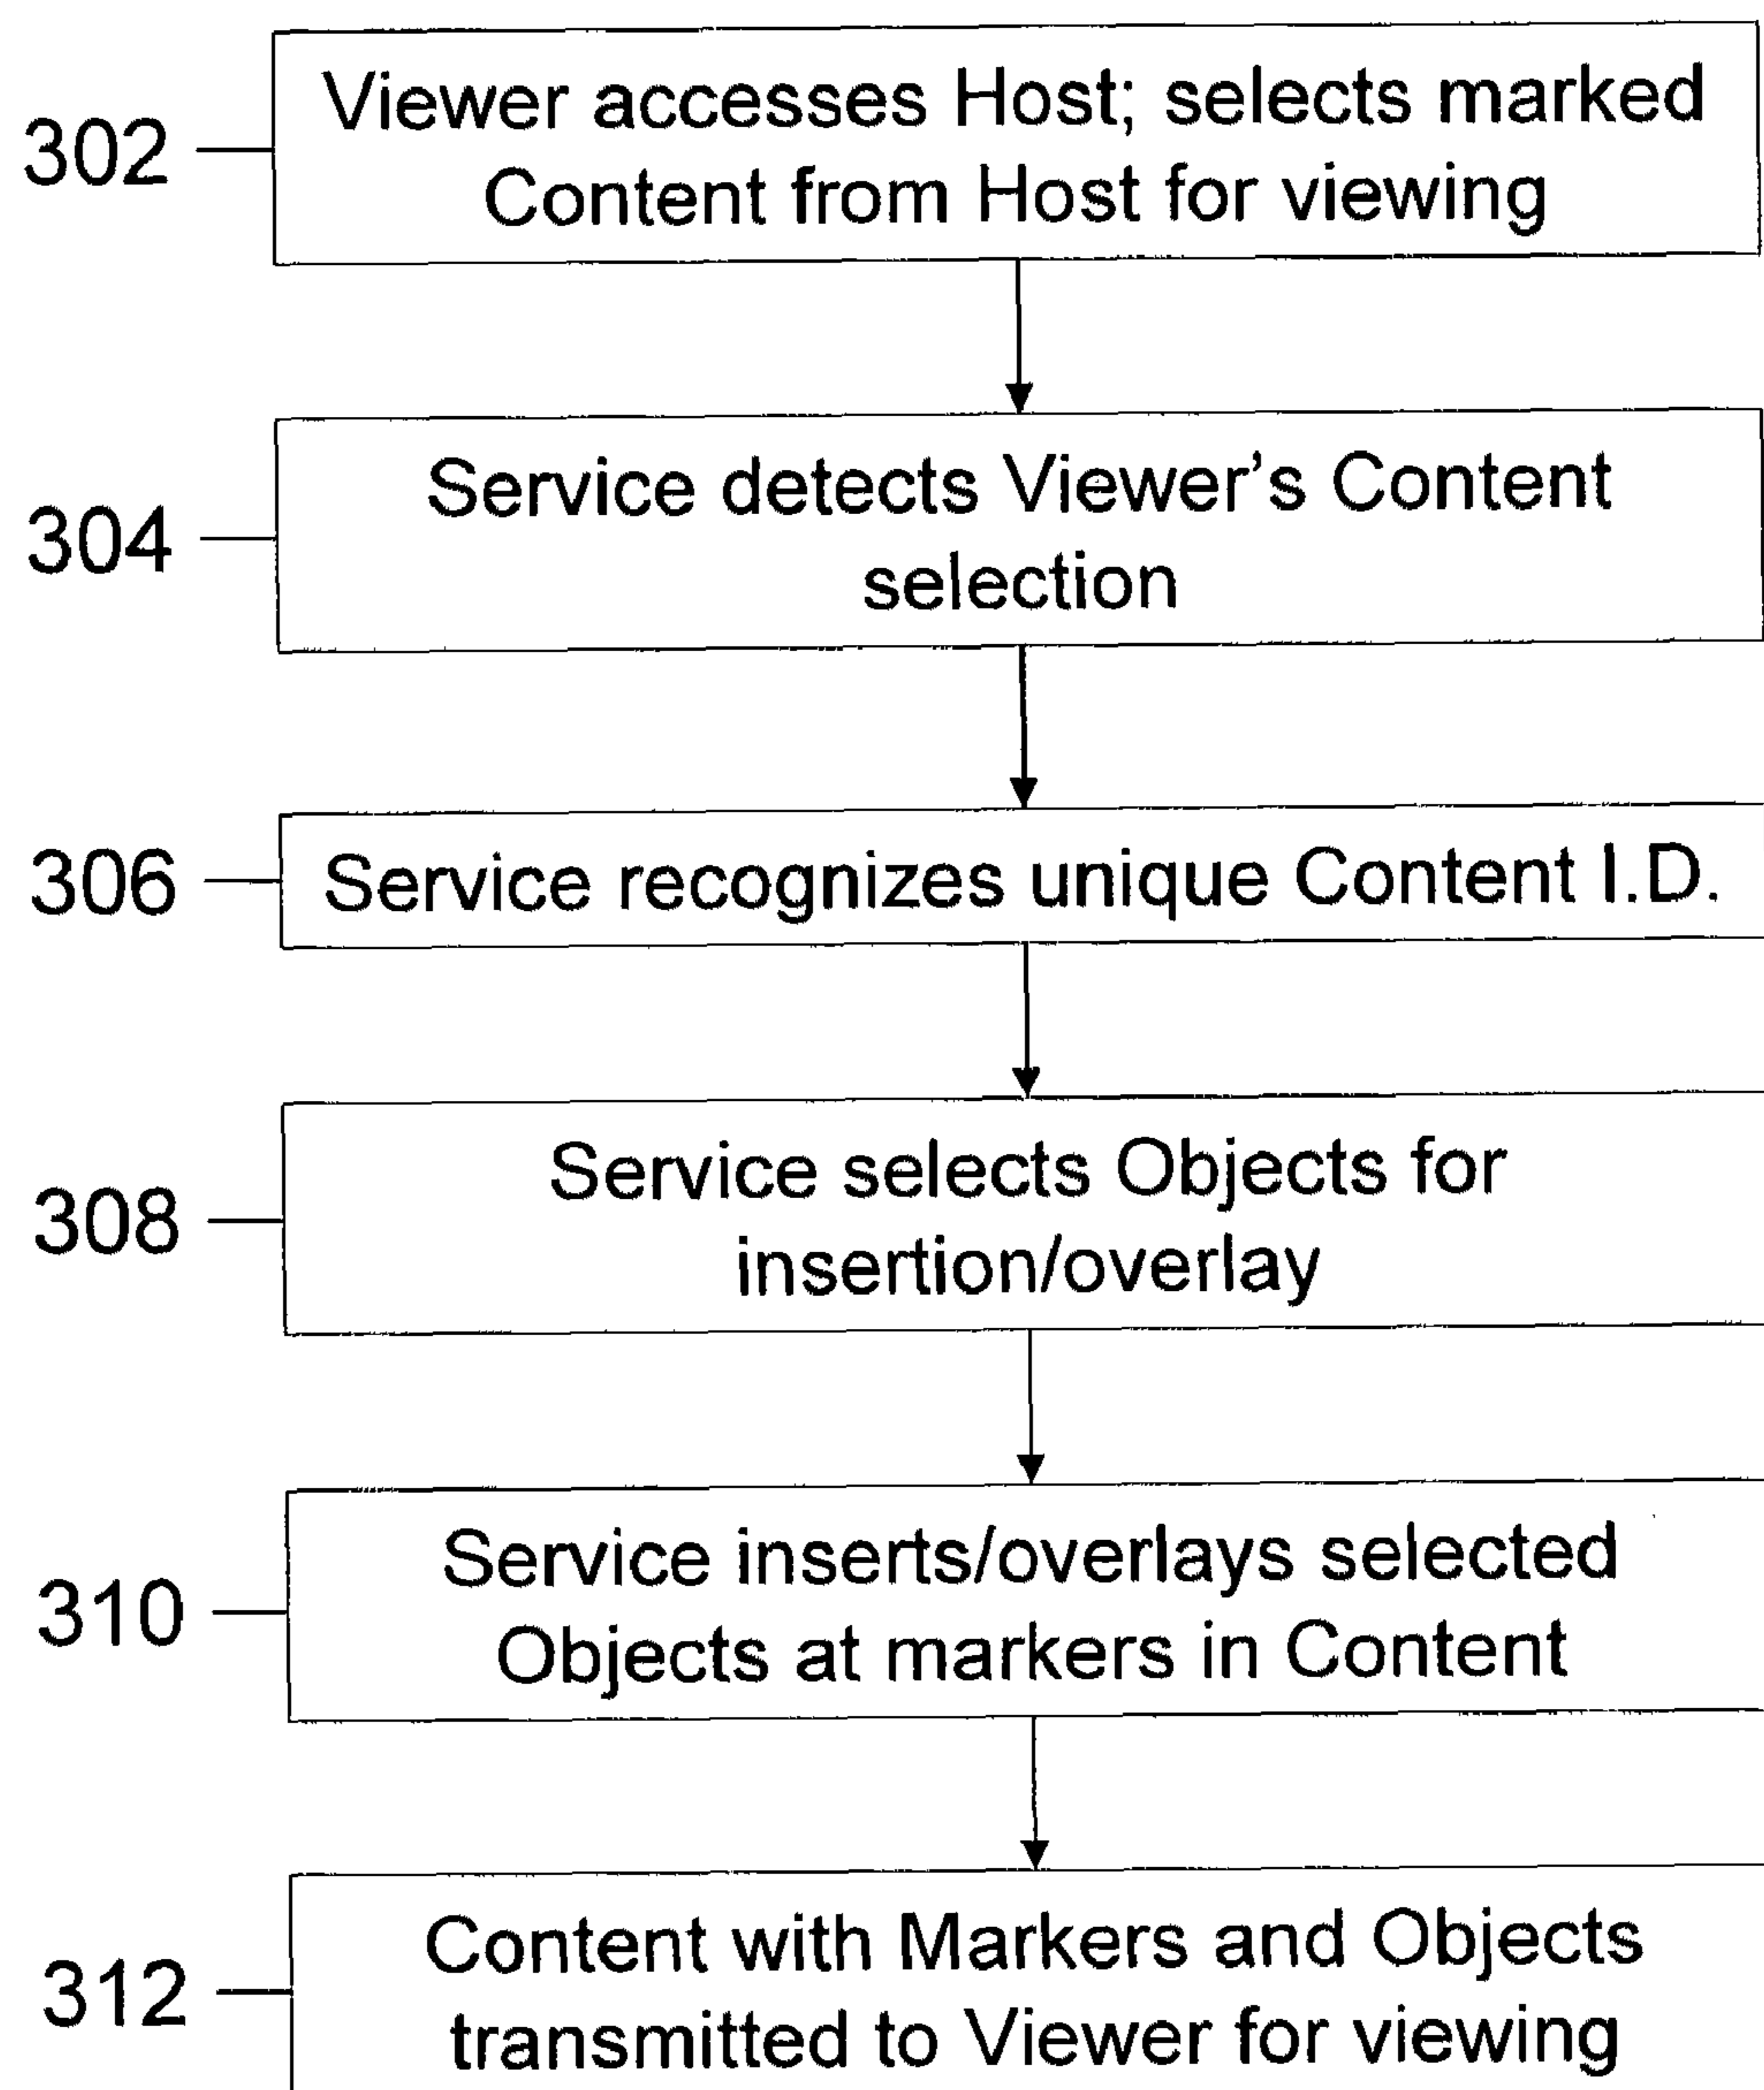 302
Viewer accesses Host; selects marked
Content from Host for viewing
304
Service detects Viewer's Content
selection
306
Service recognizes unique Content I.D.
308
Service selects Objects for
insertion/overlay
310
Service inserts/overlays selected
Objects at markers in Content
312
Content with Markers and Objects
transmitted to Viewer for viewing